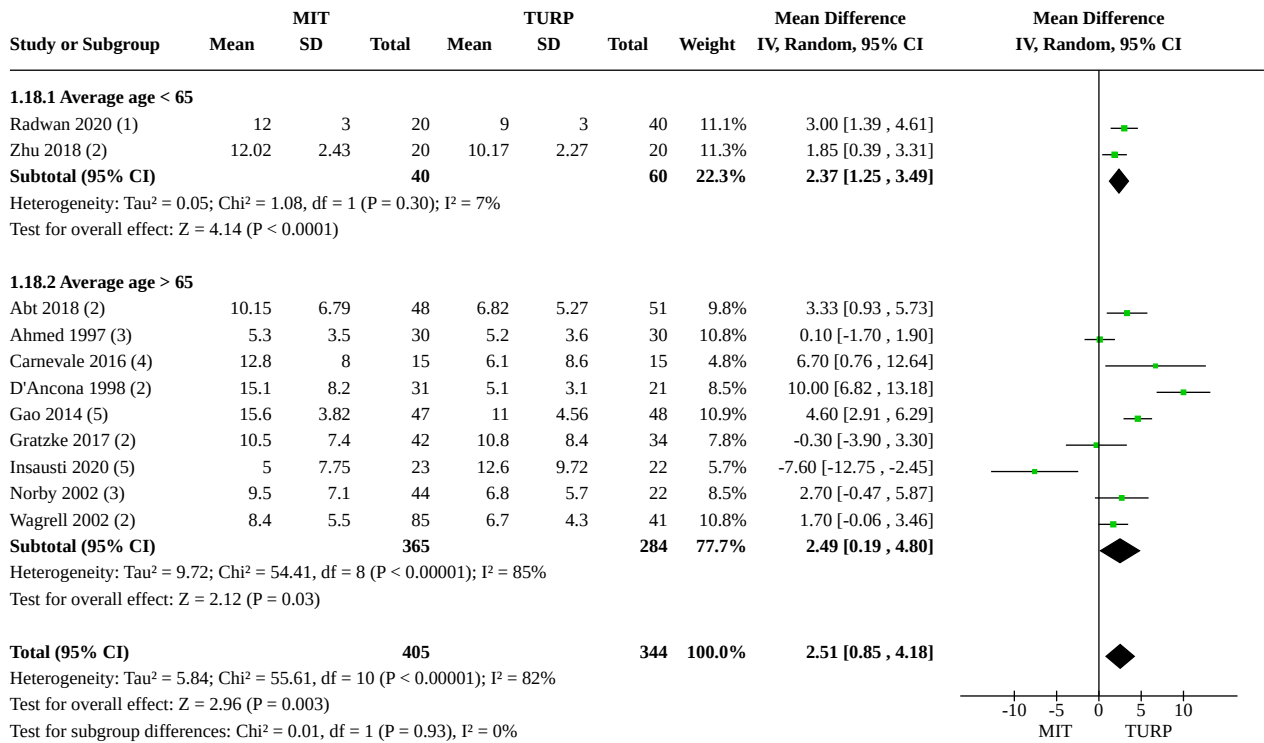 MIT TURP Mean Difference Mean Difference
Study or Subgroup Mean SD Total Mean SD Total Weight IV, Random, 95% CI IV, Random, 95% CI
1.18.1 Average age < 65
Radwan 2020 (1) 12 3 20 9 3 40 11.1% 3.00 [1.39 , 4.61]
Zhu 2018 (2) 12.02 2.43 20 10.17 2.27 20 11.3% 1.85 [0.39 , 3.31]
Subtotal (95% CI) 40 60 22.3% 2.37 [1.25 , 3.49]
Heterogeneity: Tau² = 0.05; Chi² = 1.08, df = 1 (P = 0.30); I² = 7%
Test for overall effect: Z = 4.14 (P < 0.0001)
1.18.2 Average age > 65
Abt 2018 (2) 10.15 6.79 48 6.82 5.27 51 9.8% 3.33 [0.93 , 5.73]
Ahmed 1997 (3) 5.3 3.5 30 5.2 3.6 30 10.8% 0.10 [-1.70 , 1.90]
Carnevale 2016 (4) 12.8 8 15 6.1 8.6 15 4.8% 6.70 [0.76 , 12.64]
D'Ancona 1998 (2) 15.1 8.2 31 5.1 3.1 21 8.5% 10.00 [6.82 , 13.18]
Gao 2014 (5) 15.6 3.82 47 11 4.56 48 10.9% 4.60 [2.91 , 6.29]
Gratzke 2017 (2) 10.5 7.4 42 10.8 8.4 34 7.8% -0.30 [-3.90 , 3.30]
Insausti 2020 (5) 5 7.75 23 12.6 9.72 22 5.7% -7.60 [-12.75 , -2.45]
Norby 2002 (3) 9.5 7.1 44 6.8 5.7 22 8.5% 2.70 [-0.47 , 5.87]
Wagrell 2002 (2) 8.4 5.5 85 6.7 4.3 41 10.8% 1.70 [-0.06 , 3.46]
Subtotal (95% CI) 365 284 77.7% 2.49 [0.19 , 4.80]
Heterogeneity: Tau² = 9.72; Chi² = 54.41, df = 8 (P < 0.00001); I² = 85%
Test for overall effect: Z = 2.12 (P = 0.03)
Total (95% CI) 405 344 100.0% 2.51 [0.85 , 4.18]
Heterogeneity: Tau² = 5.84; Chi² = 55.61, df = 10 (P < 0.00001); I² = 82%
Test for overall effect: Z = 2.96 (P = 0.003)
-10 -5 0 5 10
Test for subgroup differences: Chi² = 0.01, df = 1 (P = 0.93), I² = 0%
MIT TURP